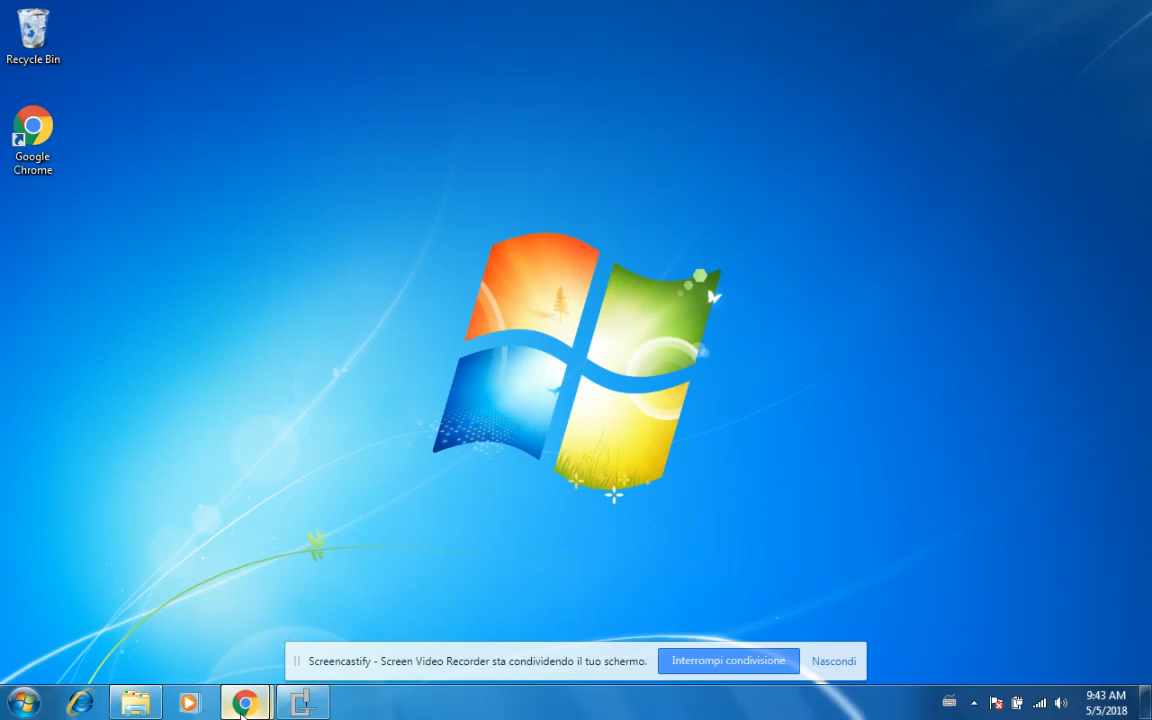 Recycle Bin
Google
Chrome
Screencastify - Screen Video Recorder sta condividendo il tuo schermo.
Interrompi condivisione
Nascondi
9:43 AM
5/5/2018